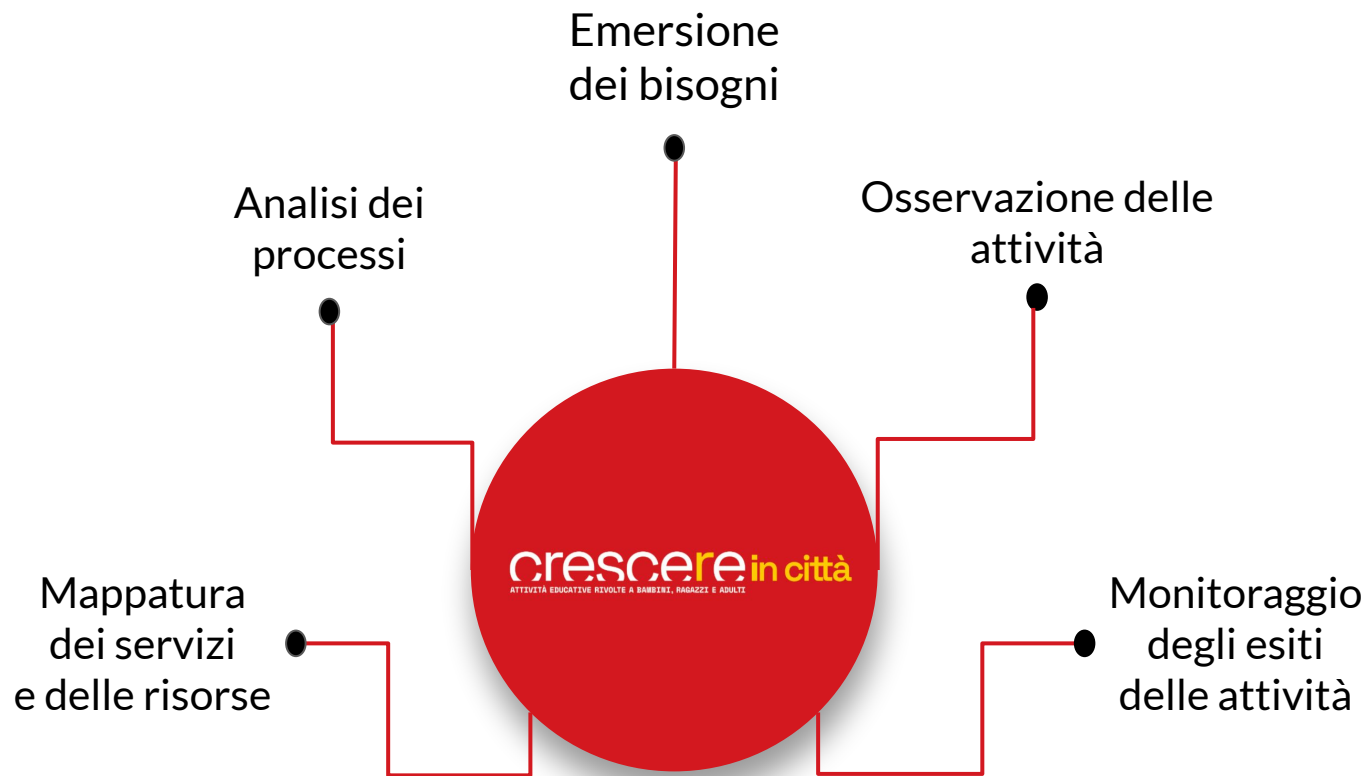 Emersione
dei bisogni
Analisi dei
processi
Osservazione delle
attività
crescere in città
ATTIVITÀ EDUCATIVE RIVOLTE A BAMBINI, RAGAZZI E ADULTI
Mappatura
dei servizi
e delle risorse
Monitoraggio
degli esiti
delle attività